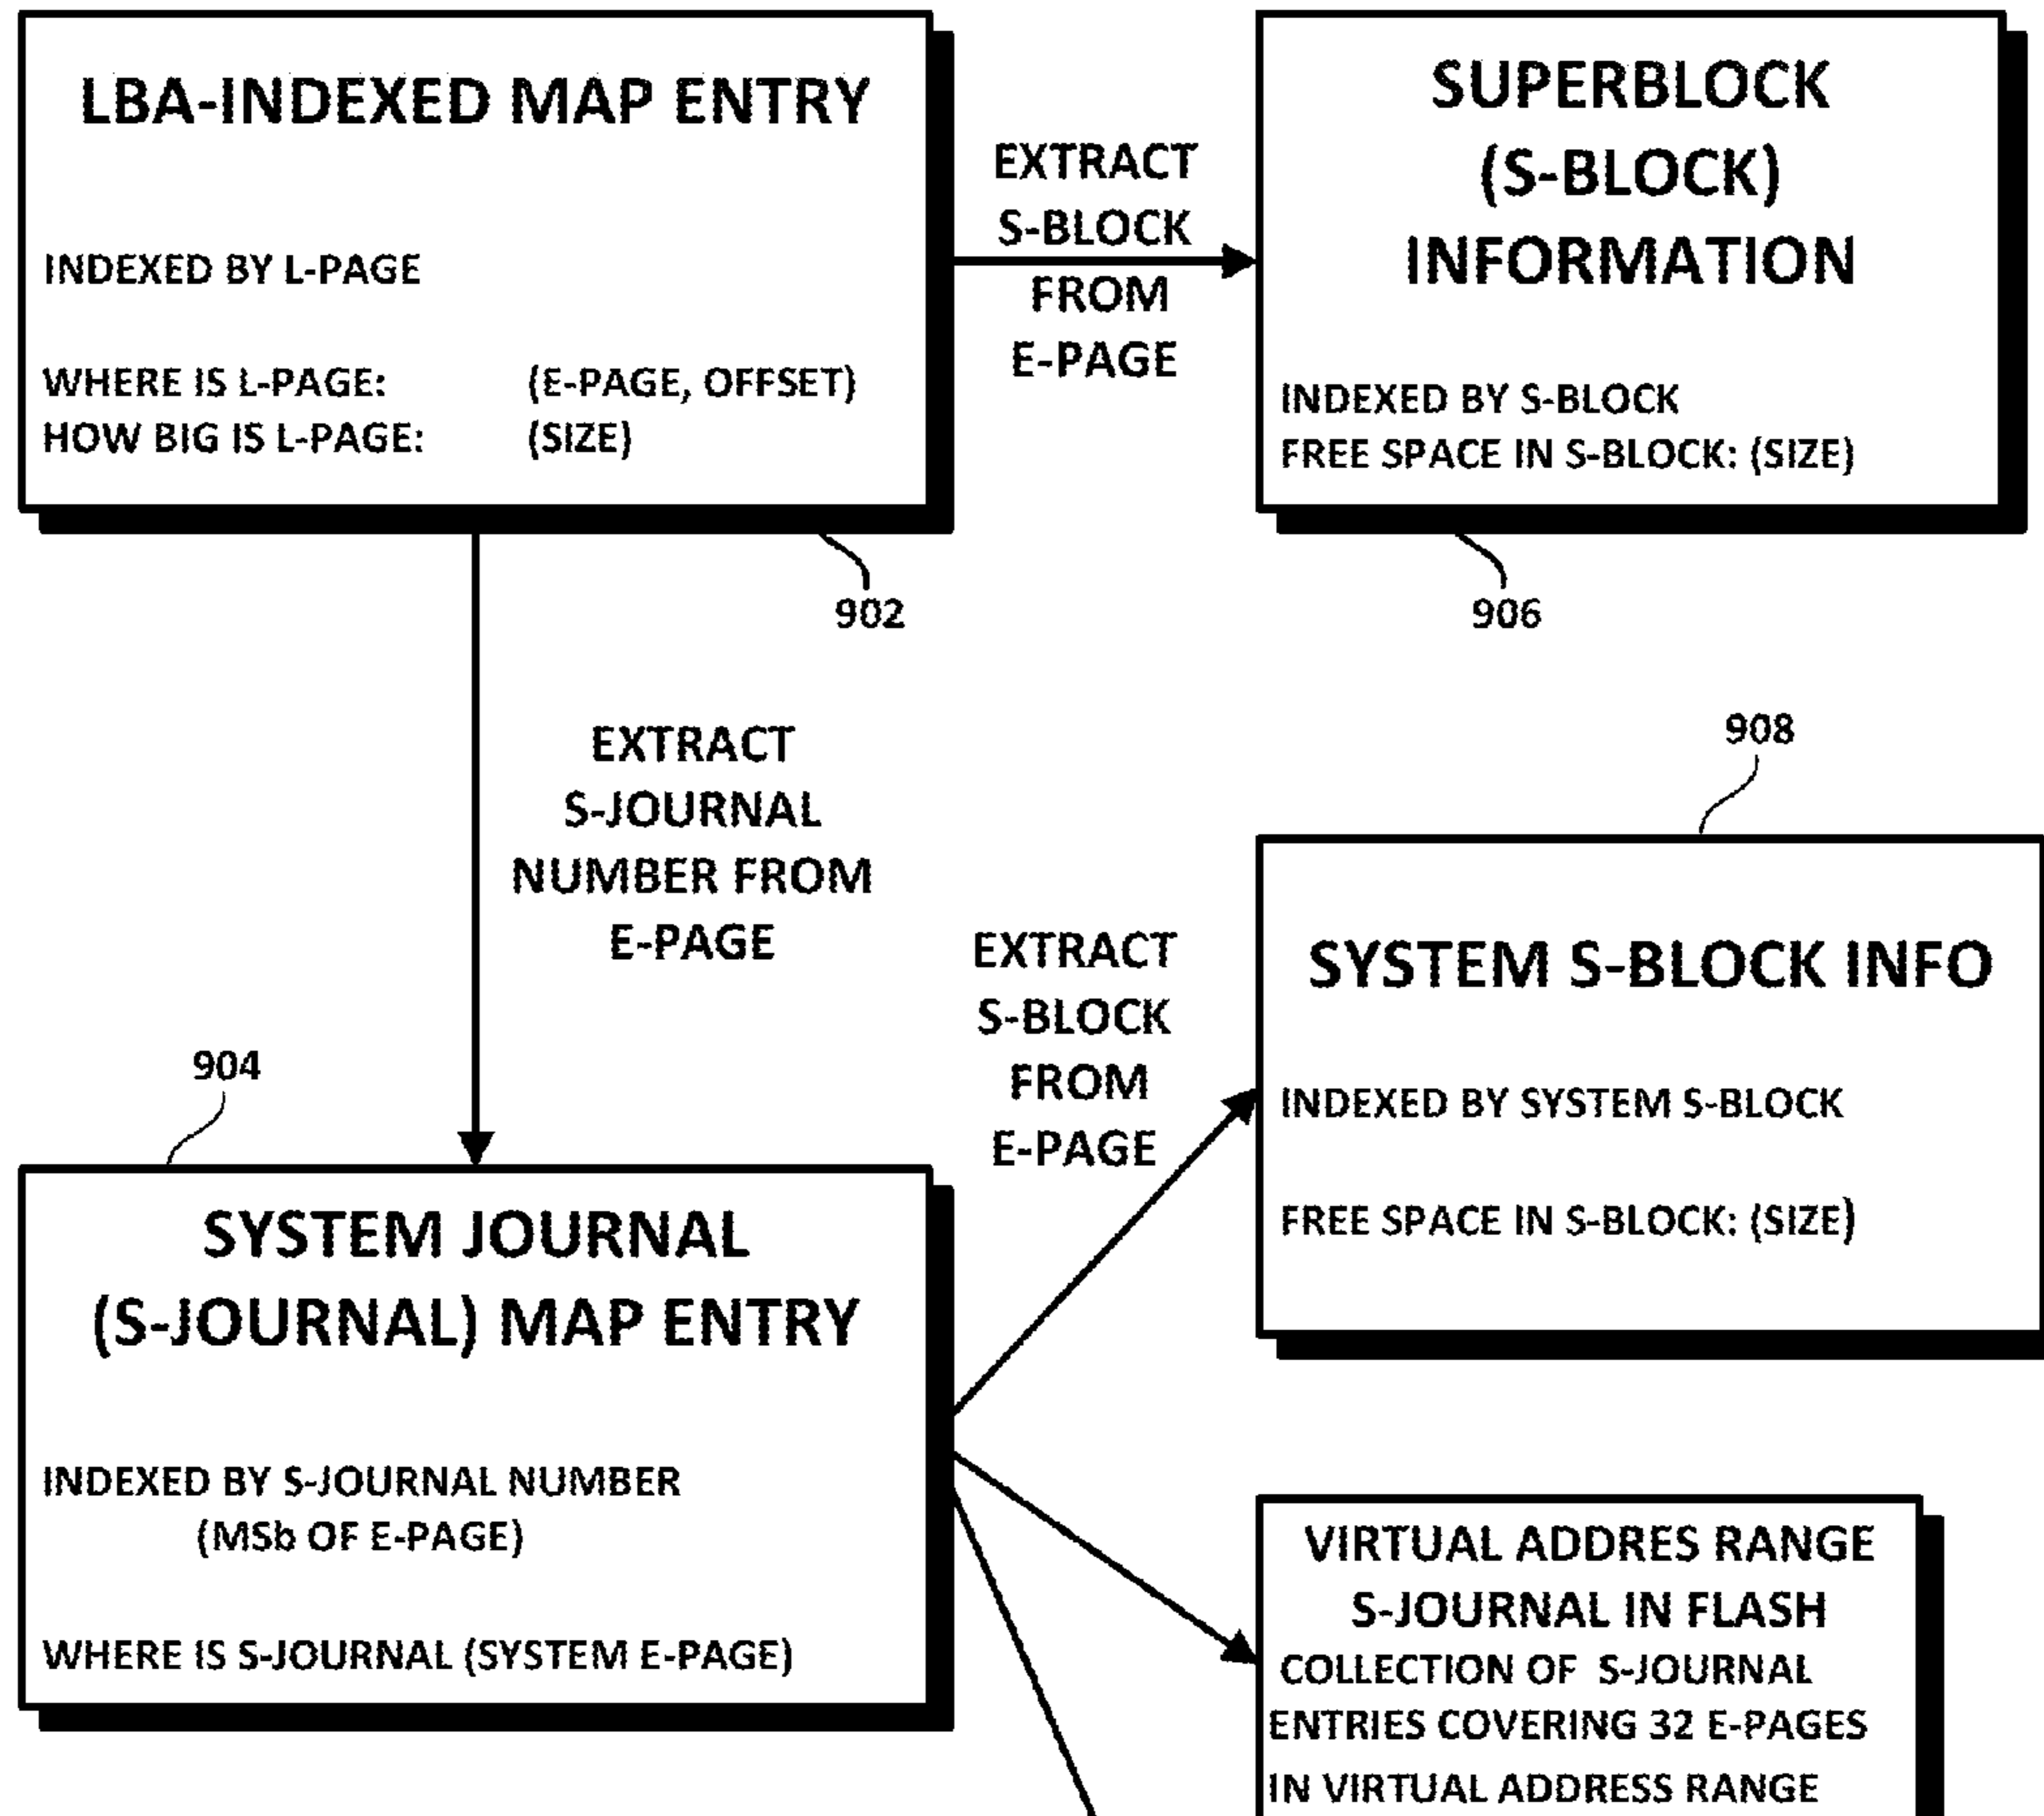 LBA-INDEXED MAP ENTRY
INDEXED BY L-PAGE
WHERE IS L-PAGE: (E-PAGE, OFFSET)
HOW BIG IS L-PAGE: (SIZE)
902
EXTRACT
S-BLOCK
FROM
E-PAGE
SUPERBLOCK
(S-BLOCK)
INFORMATION
INDEXED BY S-BLOCK
FREE SPACE IN S-BLOCK: (SIZE)
906
EXTRACT
S-JOURNAL
NUMBER FROM
E-PAGE
904
SYSTEM JOURNAL
(S-JOURNAL) MAP ENTRY
INDEXED BY S-JOURNAL NUMBER
(MSb OF E-PAGE)
WHERE IS S-JOURNAL (SYSTEM E-PAGE)
EXTRACT
S-BLOCK
FROM
E-PAGE
908
SYSTEM S-BLOCK INFO
INDEXED BY SYSTEM S-BLOCK
FREE SPACE IN S-BLOCK: (SIZE)
VIRTUAL ADDRES RANGE
S-JOURNAL IN FLASH
COLLECTION OF S-JOURNAL
ENTRIES COVERING 32 E-PAGES
IN VIRTUAL ADDRESS RANGE